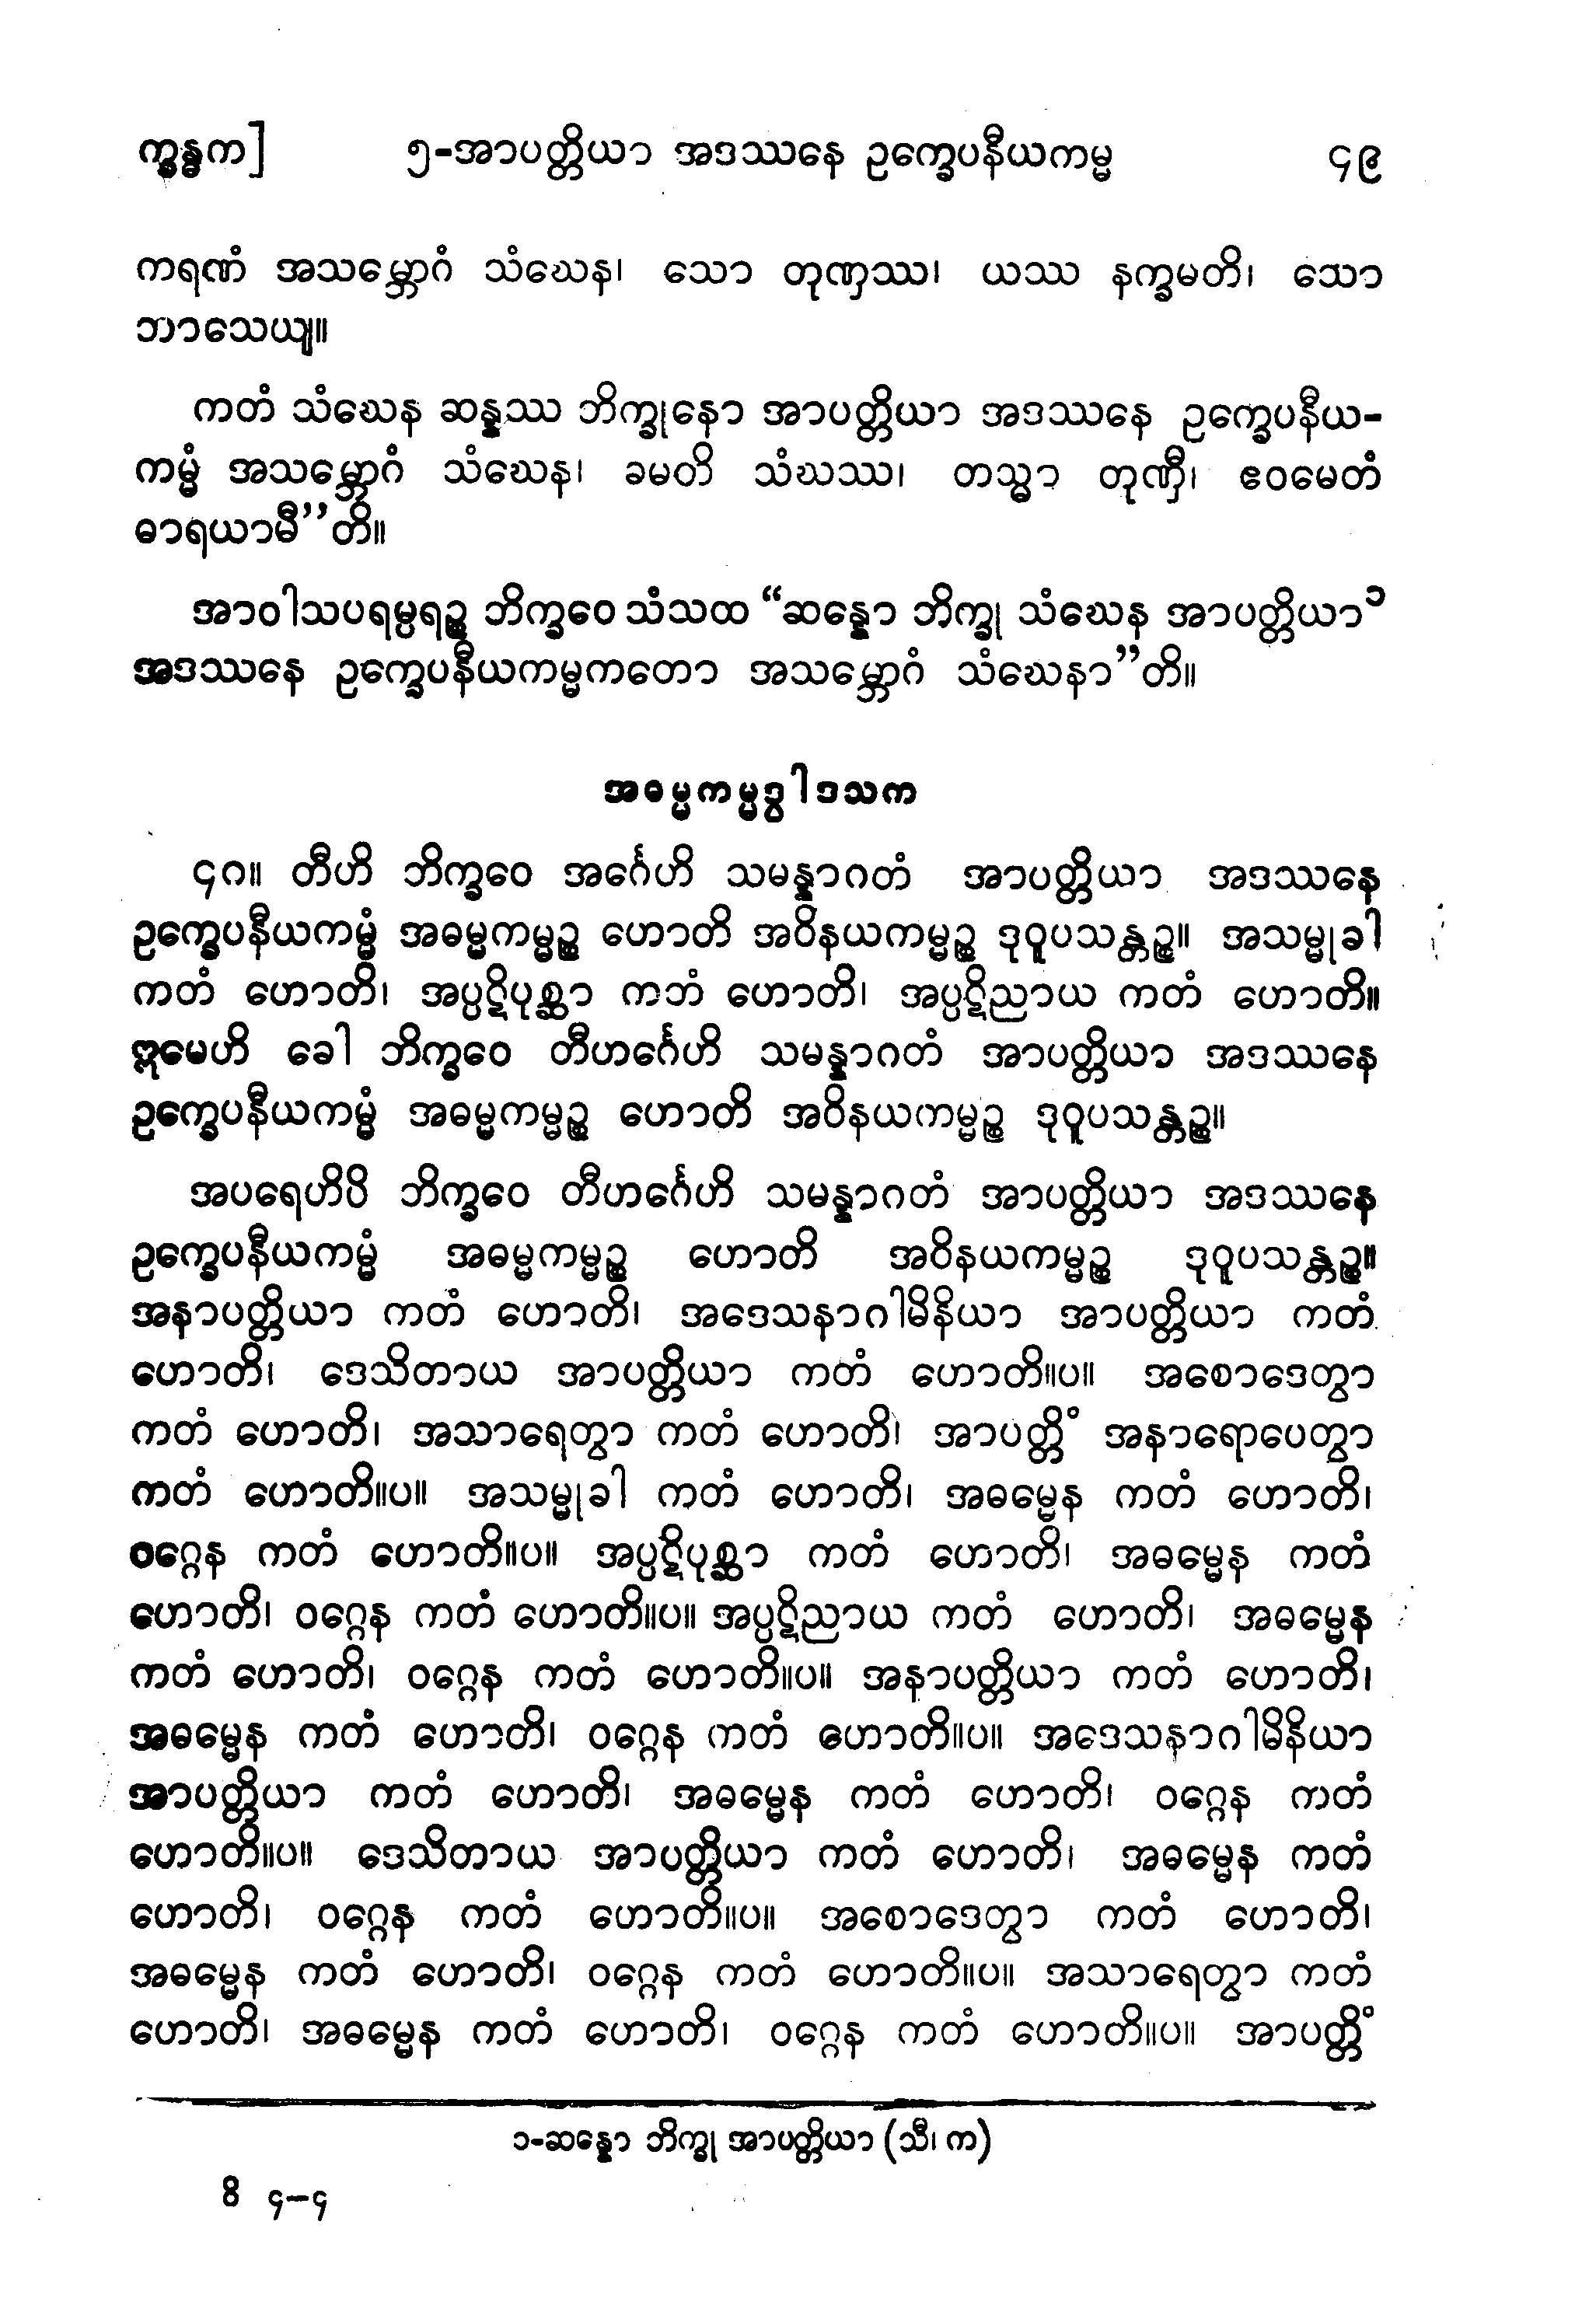 က္ခန္ဓက] ၅-အာပတ္တိယာ အဒဿနေ ဥက္ခေပနီယကမ္မ ၄၉
ကရဏံ အသမ္ဘောဂံ သံဃေန၊ သော တုဏှဿ၊ ယဿ နက္ခမတိ၊ သော
ဘာသေယျ။
ကတံ သံဃေန ဆန္နဿ ဘိက္ခုနော အာပတ္တိယာ အဒဿနေ ဥက္ခေပနီယ-
ကမ္မံ အသမ္ဘောဂံ သံဃေန၊ ခမတိ သံဃဿ၊ တသ္မာ တုဏှီ၊ ဧဝမေတံ
ဓာရယာမီ”တိ။
အာဝါသပရမ္ပရဉ္စ ဘိက္ခဝေ သံသထ “ဆန္နော ဘိက္ခု သံဃေန အာပတ္တိယာ၁
အဒဿနေ ဥက္ခေပနီယကမ္မကတော အသမ္ဘောဂံ သံဃေနာ”တိ။
အဓမ္မကမ္မဒွါဒသက
၄၇။ တီဟိ ဘိက္ခဝေ အင်္ဂေဟိ သမန္နာဂတံ အာပတ္တိယာ အဒဿနေ
ဥက္ခေပနီယကမ္မံ အဓမ္မကမ္မဉ္စ ဟောတိ အဝိနယကမ္မဉ္စ ဒုဝူပသန္တဉ္စ။ အသမ္မုခါ
ကတံ ဟောတိ၊ အပ္ပဋိပုစ္ဆာ ကဘံ ဟောတိ၊ အပ္ပဋိညာယ ကတံ ဟောတိ။
ဣမေဟိ ခေါ ဘိက္ခဝေ တီဟင်္ဂေဟိ သမန္နာဂတံ အာပတ္တိယာ အဒဿနေ
ဥက္ခေပနီယကမ္မံ အဓမ္မကမ္မဉ္စ ဟောတိ အဝိနယကမ္မဉ္စ ဒုဝူပသန္တဉ္စ။
အပရေဟိပိ ဘိက္ခဝေ တီဟင်္ဂေဟိ သမန္နာဂတံ အာပတ္တိယာ အဒဿနေ
ဥက္ခေပနီယကမ္မံ အဓမ္မကမ္မဉ္စ ဟောတိ အဝိနယကမ္မဉ္စ ဒုဝူပသန္တဉ္စ။
အနာပတ္တိယာ ကတံ ဟောတိ၊ အဒေသနာဂါမိနိယာ အာပတ္တိယာ ကတံ
ဟောတိ၊ ဒေသိတာယ အာပတ္တိယာ ကတံ ဟောတိ။ပ။ အစောဒေတွာ
ကတံ ဟောတိ၊ အသာရေတွာ ကတံ ဟောတိ၊ အာပတ္တိံ အနာရောပေတွာ
ကတံ ဟောတိ။ပ။ အသမ္မုခါ ကတံ ဟောတိ၊ အဓမ္မေန ကတံ ဟောတိ၊
ဝဂ္ဂေန ကတံ ဟောတိ။ပ။ အပ္ပဋိပုစ္ဆာ ကတံ ဟောတိ၊ အဓမ္မေန ကတံ
ဟောတိ၊ ဝဂ္ဂေန ကတံ ဟောတိ။ပ။ အပ္ပဋိညာယ ကတံ ဟောတိ၊ အဓမ္မေန
ကတံ ဟောတိ၊ ဝဂ္ဂေန ကတံ ဟောတိ။ပ။ အနာပတ္တိယာ ကတံ ဟောတိ၊
အဓမ္မေန ကတံ ဟောတိ၊ ဝဂ္ဂေန ကတံ ဟောတိ။ပ။ အဒေသနာဂါမိနိယာ
အာပတ္တိယာ ကတံ ဟောတိ၊ အဓမ္မေန ကတံ ဟောတိ၊ ဝဂ္ဂေန ကတံ
ဟောတိ။ပ။ ဒေသိတာယ အာပတ္တိယာ ကတံ ဟောတိ၊ အဓမ္မေန ကတံ
ဟောတိ၊ ဝဂ္ဂေန ကတံ ဟောတိ။ပ။ အစောဒေတွာ ကတံ ဟောတိ၊
အဓမ္မေန ကတံ ဟောတိ၊ ဝဂ္ဂေန ကတံ ဟောတိ။ပ။ အသာရေတွာ ကတံ
ဟောတိ၊ အဓမ္မေန ကတံ ဟောတိ၊ ဝဂ္ဂေန ကတံ ဟောတိ။ပ။ အာပတ္တိံ
၁-ဆန္နော ဘိက္ခု အာပတ္တိယာ (သီ၊ က)
ဝိ ၄−၄